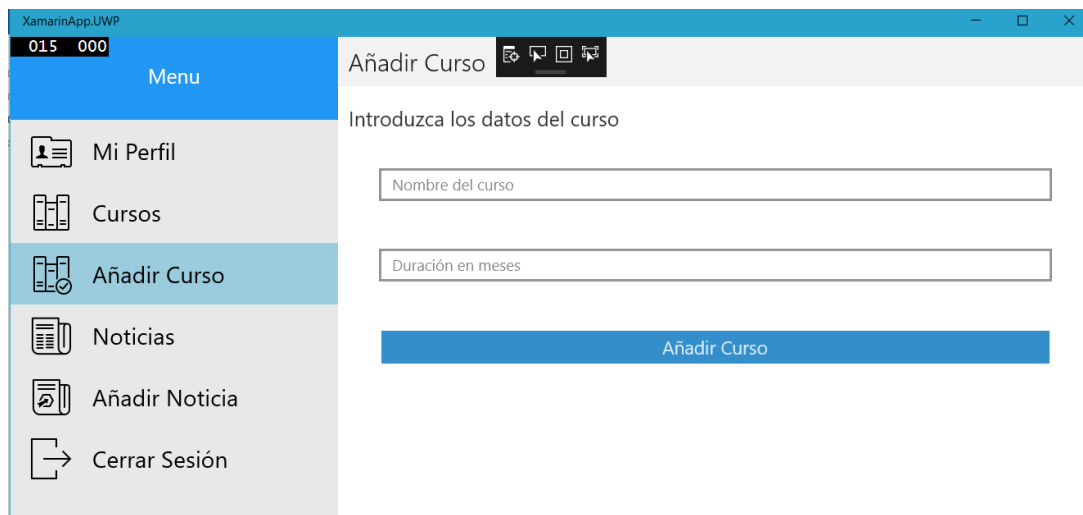 XamarinApp.UWP
015 000
Menu
Mi Perfil
Cursos
Añadir Curso
Noticias
Añadir Noticia
Cerrar Sesión
Añadir Curso
Introduzca los datos del curso
Nombre del curso
Duración en meses
Añadir Curso